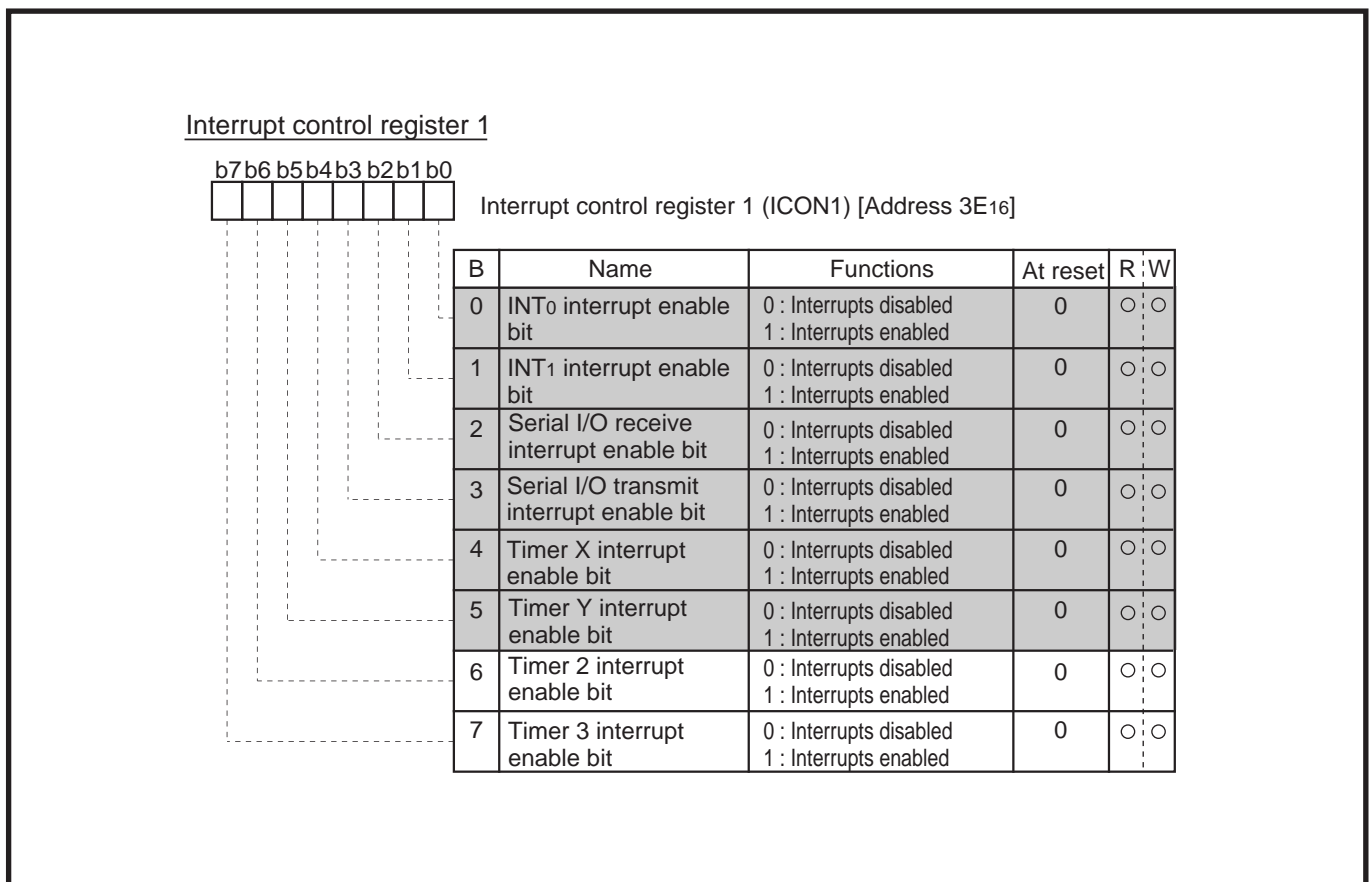 Interrupt control register 1
b7 b6 b5 b4 b3 b2 b1 b0
Interrupt control register 1 (ICON1) [Address 3E16]
B Name Functions At reset R W
0 INT0 interrupt enable bit 0 : Interrupts disabled 1 : Interrupts enabled 0 ○ ○
1 INT1 interrupt enable bit 0 : Interrupts disabled 1 : Interrupts enabled 0 ○ ○
2 Serial I/O receive interrupt enable bit 0 : Interrupts disabled 1 : Interrupts enabled 0 ○ ○
3 Serial I/O transmit interrupt enable bit 0 : Interrupts disabled 1 : Interrupts enabled 0 ○ ○
4 Timer X interrupt enable bit 0 : Interrupts disabled 1 : Interrupts enabled 0 ○ ○
5 Timer Y interrupt enable bit 0 : Interrupts disabled 1 : Interrupts enabled 0 ○ ○
6 Timer 2 interrupt enable bit 0 : Interrupts disabled 1 : Interrupts enabled 0 ○ ○
7 Timer 3 interrupt enable bit 0 : Interrupts disabled 1 : Interrupts enabled 0 ○ ○